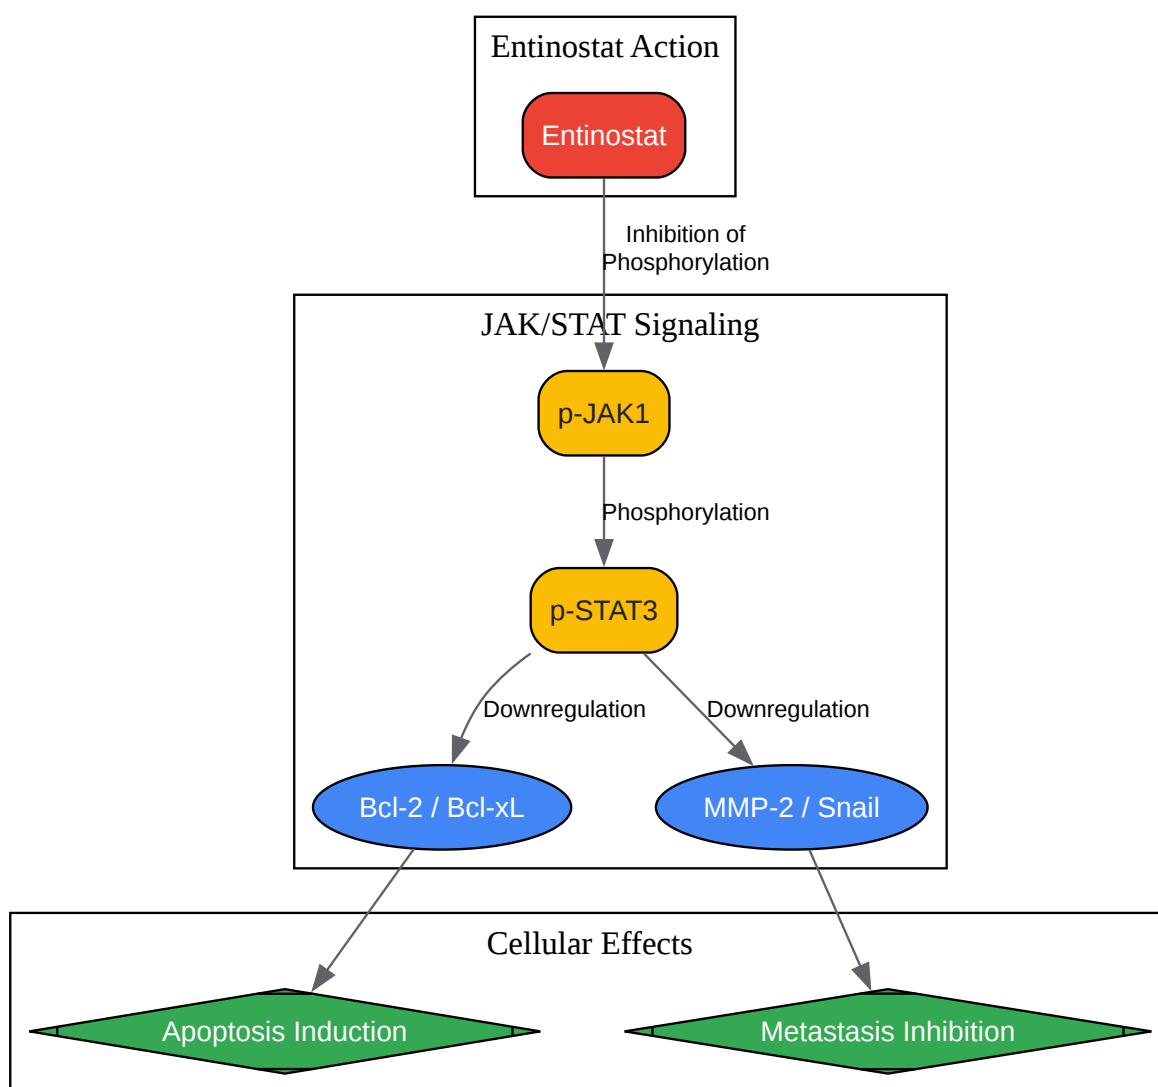 Entinostat Action
Entinostat
Inhibition of
Phosphorylation
JAK/STAT Signaling
p-JAK1
Phosphorylation
p-STAT3
Downregulation
Downregulation
Bcl-2 / Bcl-xL
MMP-2 / Snail
Cellular Effects
Apoptosis Induction
Metastasis Inhibition